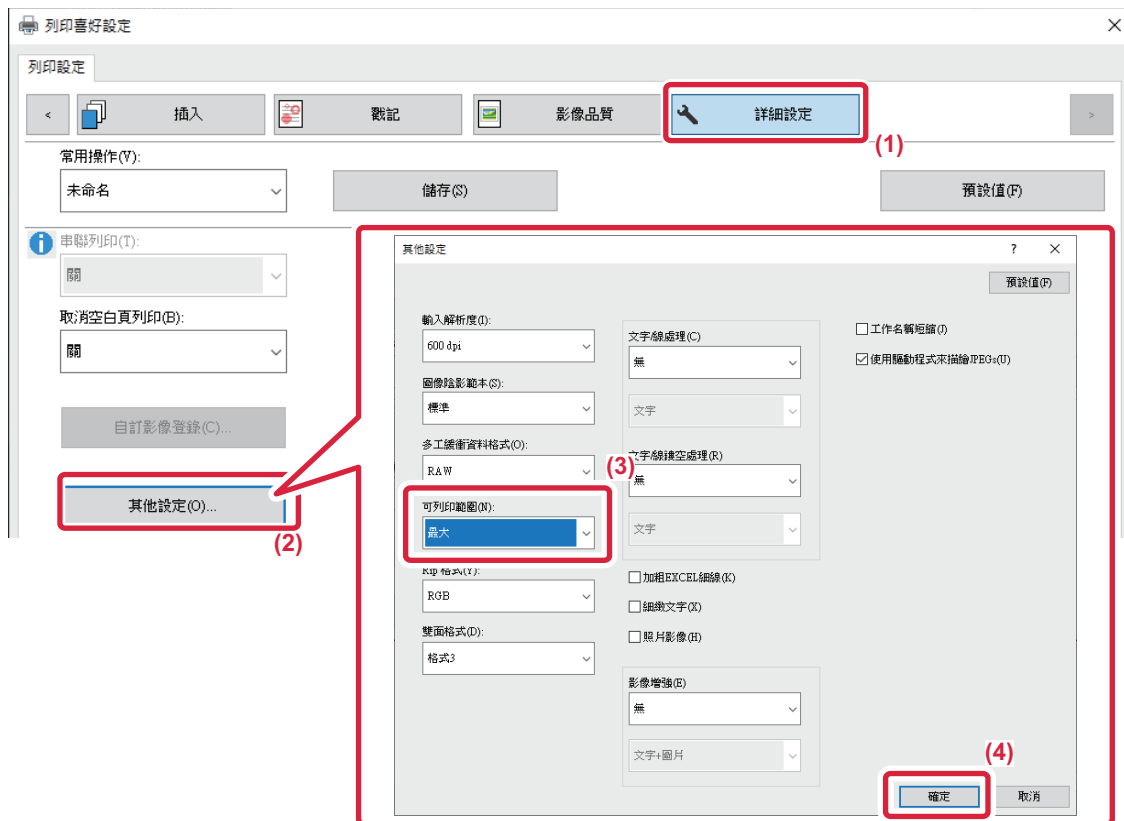 列印喜好設定
列印設定
插入
戳記
影像品質
詳細設定
(1)
常用操作(V):
未命名
儲存(S)
預設值(F)
串聯列印(T):
關
取消空白頁列印(B):
關
自訂影像登錄(C)...
其他設定(O)...
(2)
其他設定
?
預設值(F)
輸入解析度(I):
600 dpi
圖像陰影範本(S):
標準
多工緩衝資料格式(O):
RAW
(3)
可列印範圍(N):
最大
Rip 格式(Y):
RGB
雙面格式(D):
格式3
文字/線處理(C)
無
文字
文字/線鏤空處理(R)
無
文字
加粗EXCEL細線(K)
細緻文字(X)
照片影像(H)
影像增強(E)
無
文字+圖片
工作名稱短縮(J)
使用驅動程式來描繪JPEGs(U)
(4)
確定
取消